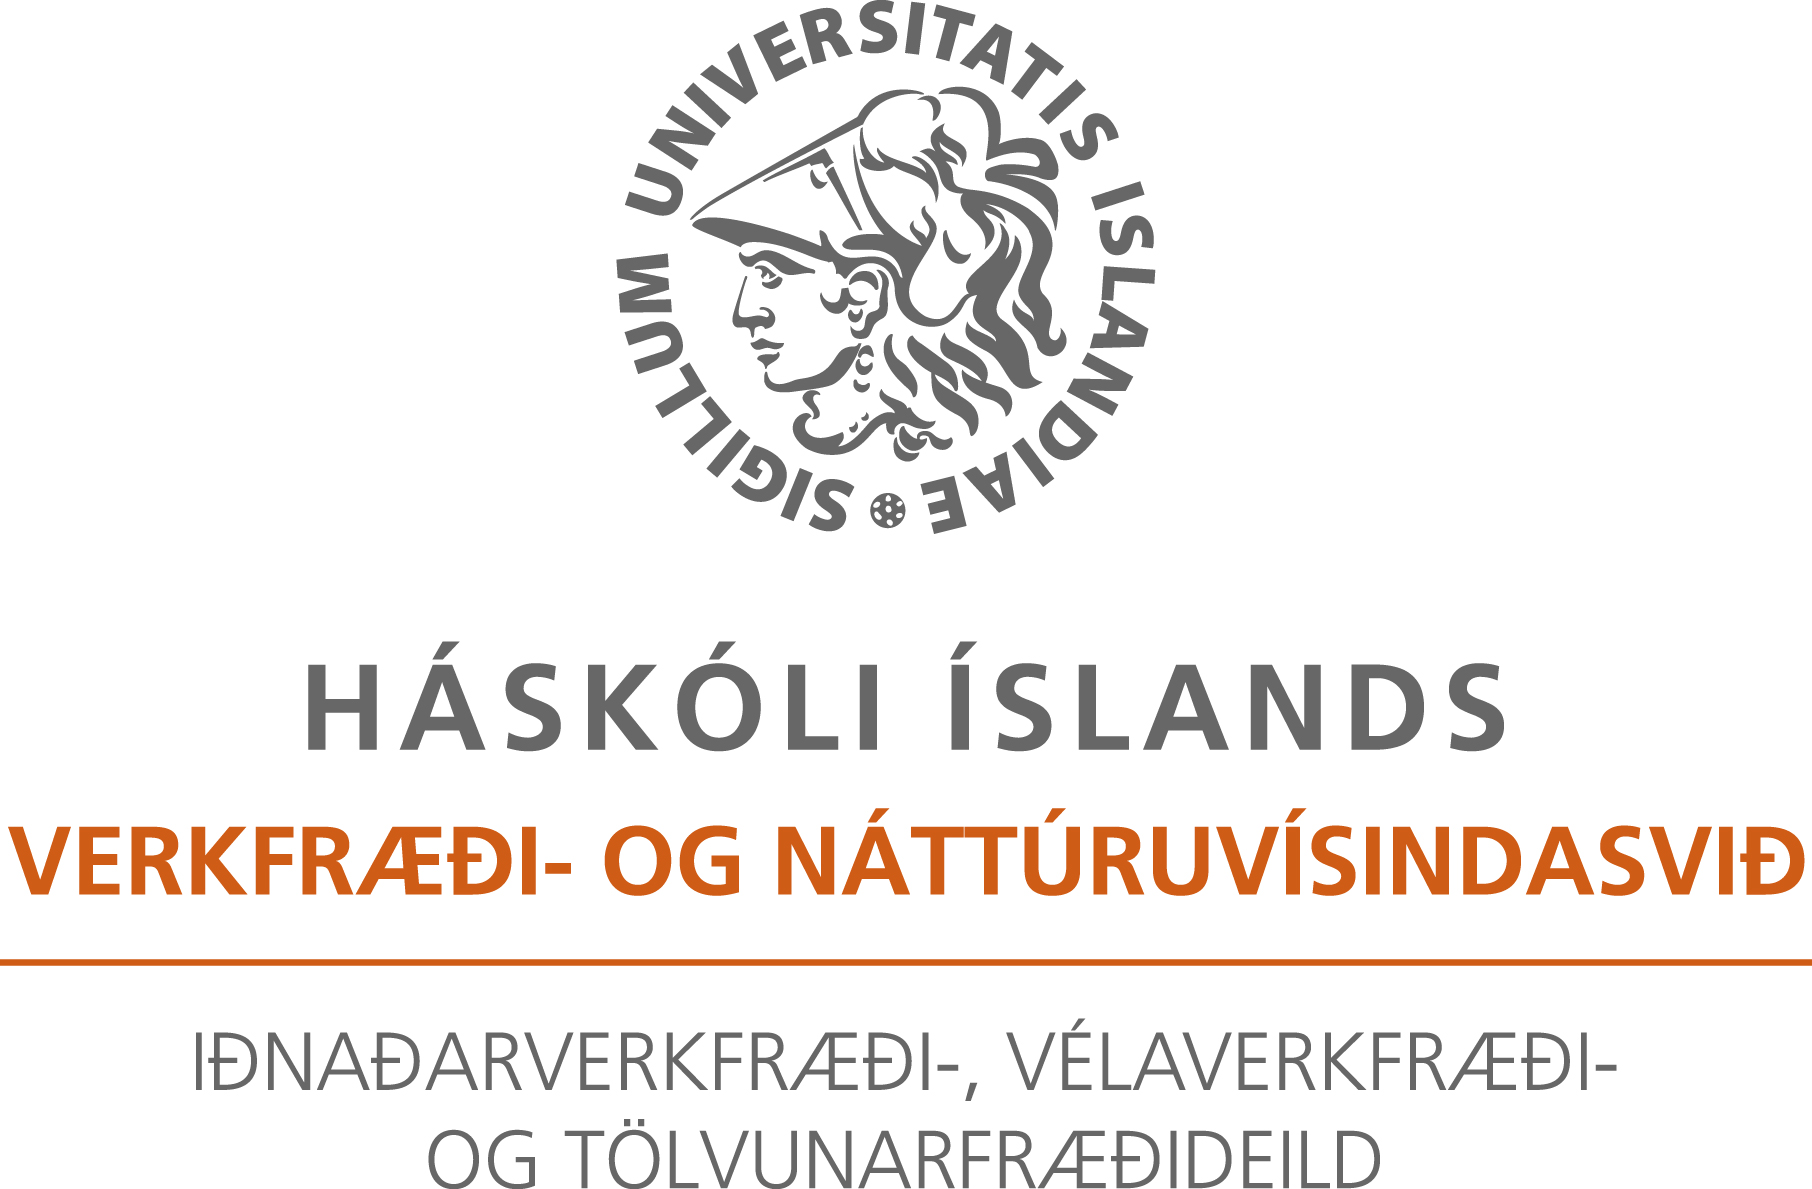 SIGILLUM UNIVERSITATIS ISLANDIAE
HÁSKÓLI ÍSLANDS
VERKFRÆÐI- OG NÁTTÚRUVÍSINDASVIÐ
IÐNAÐARVERKFRÆÐI-, VÉLAVERKFRÆÐI-
OG TÖLVUNARFRÆÐIDEILD